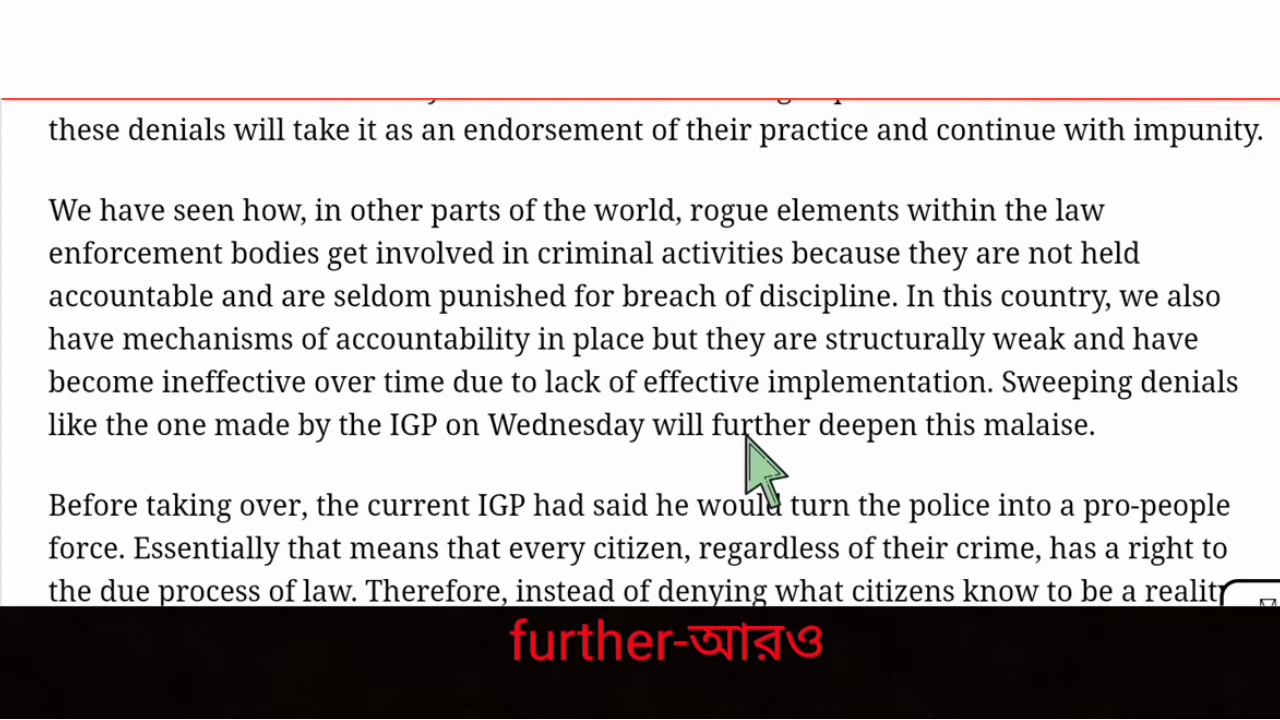 these denials will take it as an endorsement of their practice and continue with impunity.
We have seen how, in other parts of the world, rogue elements within the law
enforcement bodies get involved in criminal activities because they are not held
accountable and are seldom punished for breach of discipline. In this country, we also
have mechanisms of accountability in place but they are structurally weak and have
become ineffective over time due to lack of effective implementation. Sweeping denials
like the one made by the IGP on Wednesday will further deepen this malaise.
Before taking over, the current IGP had said he would turn the police into a pro-people
force. Essentially that means that every citizen, regardless of their crime, has a right to
the due process of law. Therefore, instead of denying what citizens know to be a reality
further-আরও